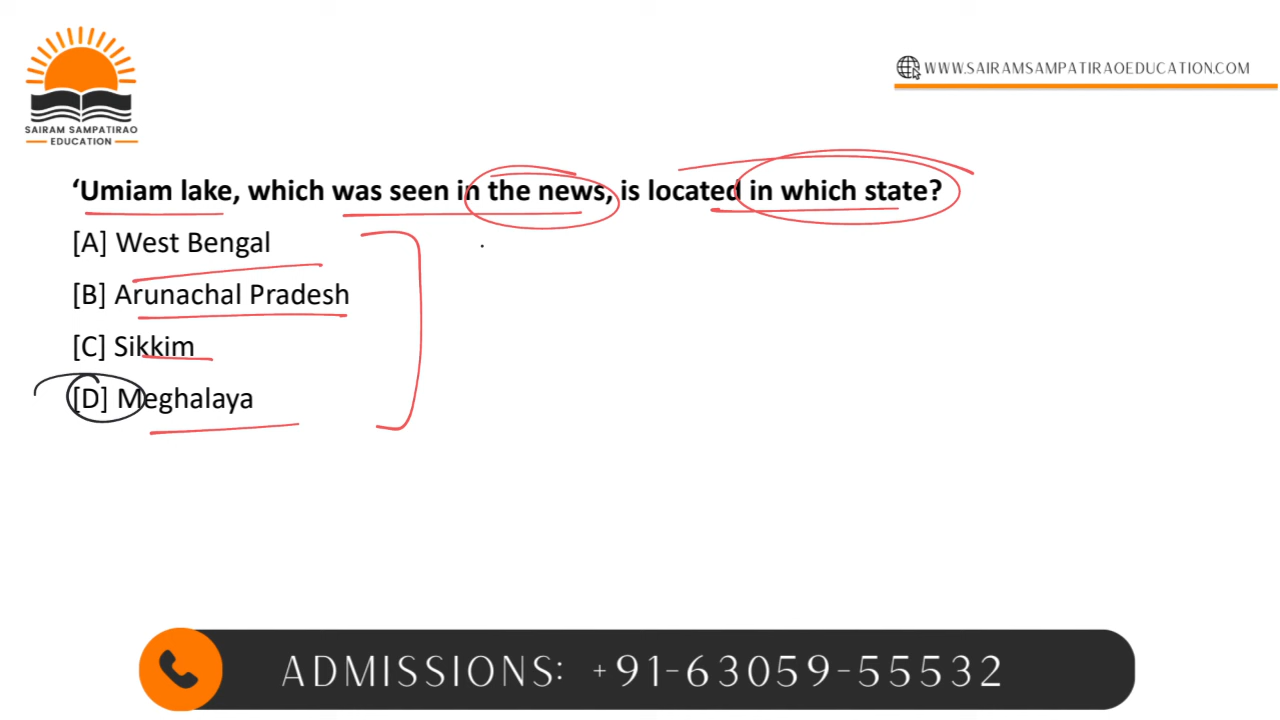 SAIRAM SAMPATIRAO
EDUCATION
WWW.SAIRAMSAMPATIRAOEDUCATION.COM
‘Umiam lake, which was seen in the news, is located in which state?
[A] West Bengal
[B] Arunachal Pradesh
[C] Sikkim
[D] Meghalaya
ADMISSIONS: +91-63059-55532